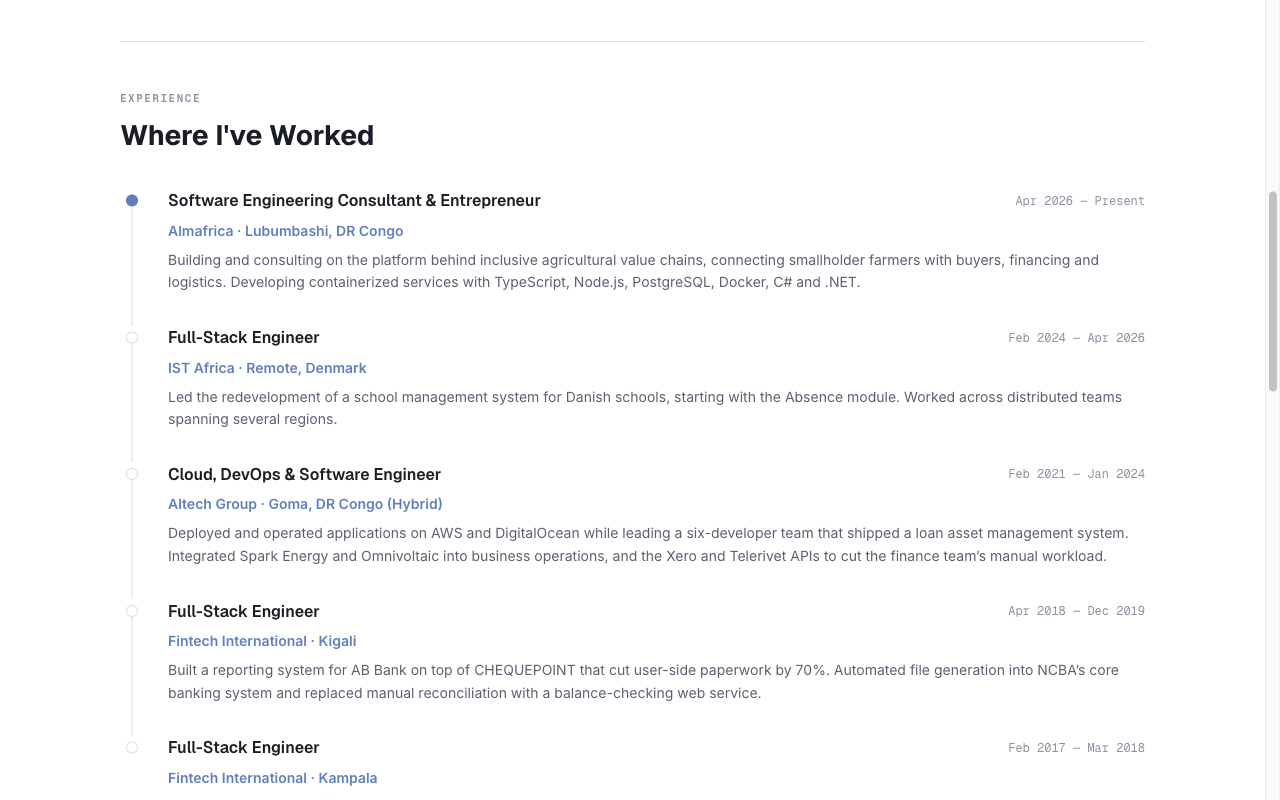 EXPERIENCE
Where I've Worked
Software Engineering Consultant & Entrepreneur
Apr 2026 — Present
Almafrica · Lubumbashi, DR Congo
Building and consulting on the platform behind inclusive agricultural value chains, connecting smallholder farmers with buyers, financing and
logistics. Developing containerized services with TypeScript, Node.js, PostgreSQL, Docker, C# and .NET.
Full-Stack Engineer
Feb 2024 — Apr 2026
IST Africa · Remote, Denmark
Led the redevelopment of a school management system for Danish schools, starting with the Absence module. Worked across distributed teams
spanning several regions.
Cloud, DevOps & Software Engineer
Feb 2021 — Jan 2024
Altech Group · Goma, DR Congo (Hybrid)
Deployed and operated applications on AWS and DigitalOcean while leading a six-developer team that shipped a loan asset management system.
Integrated Spark Energy and Omnivoltaic into business operations, and the Xero and Telerivet APIs to cut the finance team’s manual workload.
Full-Stack Engineer
Apr 2018 — Dec 2019
Fintech International · Kigali
Built a reporting system for AB Bank on top of CHEQUEPOINT that cut user-side paperwork by 70%. Automated file generation into NCBA’s core
banking system and replaced manual reconciliation with a balance-checking web service.
Full-Stack Engineer
Feb 2017 — Mar 2018
Fintech International · Kampala